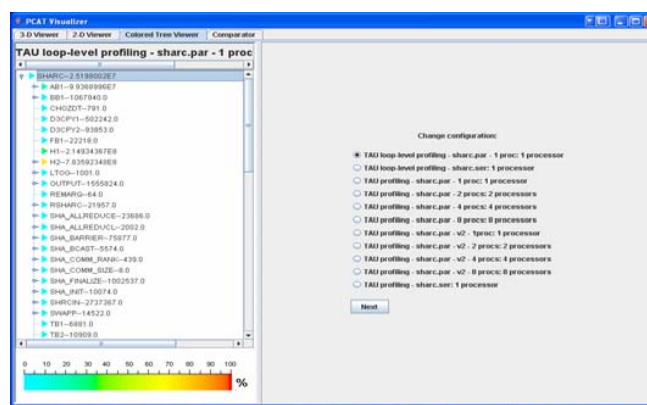 PCAT Visualizer
3-D Viewer 2-D Viewer Colored Tree Viewer Comparator
TAU loop-level profiling - sharc.par - 1 proc
SHARC--2.5198002E7
AB1--9.9368996E7
BB1--1067940.0
CHOZDT--791.0
D3CPY1--502242.0
D3CPY2--93853.0
FB1--22218.0
H1--2.14934367E8
H2--7.83592348E8
LTOG--1001.0
OUTPUT--1555824.0
REMARG--64.0
RSHARC--21957.0
SHA_ALLREDUCE--23686.0
SHA_ALLREDUCL--2002.0
SHA_BARRIER--75877.0
SHA_BCAST--5574.0
SHA_COMM_RANK--439.0
SHA_COMM_SIZE--8.0
SHA_FINALIZE--1002537.0
SHA_INIT--10074.0
SHRCIN--2737367.0
SWAPP--14522.0
TB1--6881.0
TB2--10909.0
0 10 20 30 40 50 60 70 80 90 100
%
Change configuration:
TAU loop-level profiling - sharc.par - 1 proc: 1 processor
TAU loop-level profiling - sharc.ser: 1 processor
TAU profiling - sharc.par - 1 proc: 1 processor
TAU profiling - sharc.par - 2 procs: 2 processors
TAU profiling - sharc.par - 4 procs: 4 processors
TAU profiling - sharc.par - 8 procs: 8 processors
TAU profiling - sharc.par - v2 - 1proc: 1 processor
TAU profiling - sharc.par - v2 - 2 procs: 2 processors
TAU profiling - sharc.par - v2 - 4 procs: 4 processors
TAU profiling - sharc.par - v2 - 8 procs: 8 processors
TAU profiling - sharc.ser: 1 processor
Next